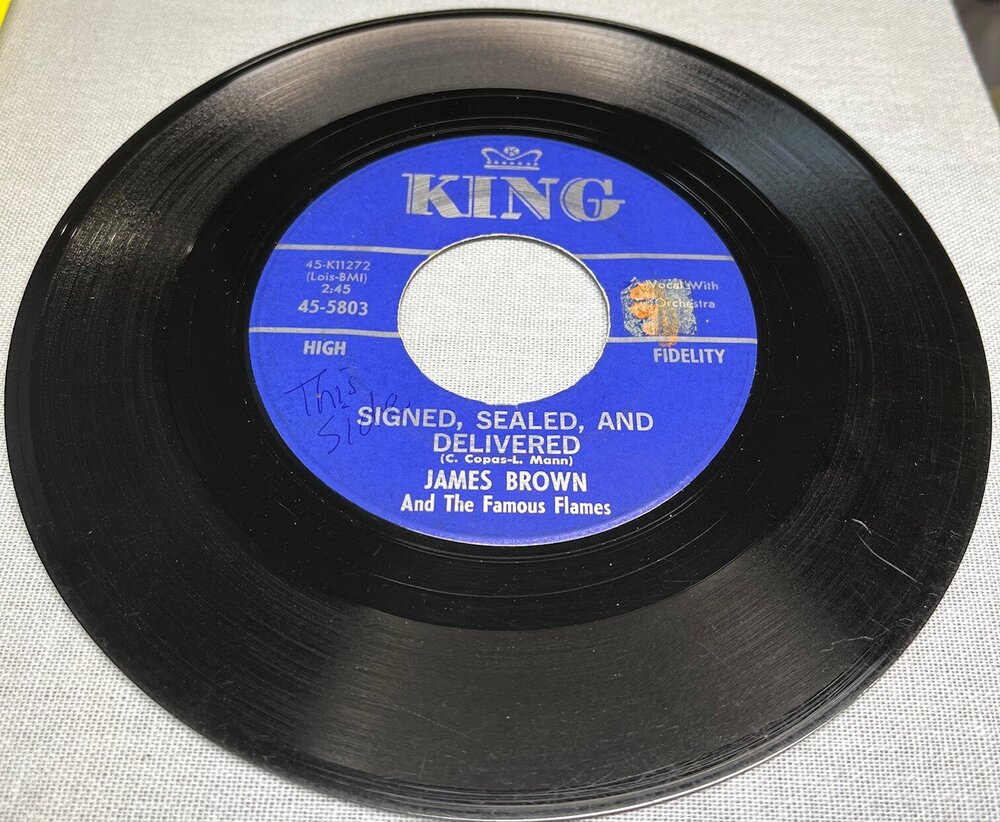 K
KING
45-K11272
(Lois-BMI)
2:45
45-5803
Vocal With
Orchestra
HIGH
FIDELITY
This
Side
SIGNED, SEALED, AND
DELIVERED
(C. Copas-L. Mann)
JAMES BROWN
And The Famous Flames